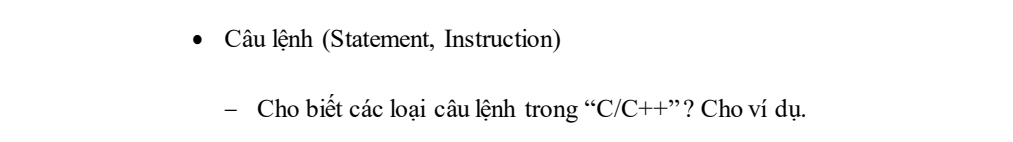 • Câu lệnh (Statement, Instruction)
– Cho biết các loại câu lệnh trong “C/C++”? Cho ví dụ.